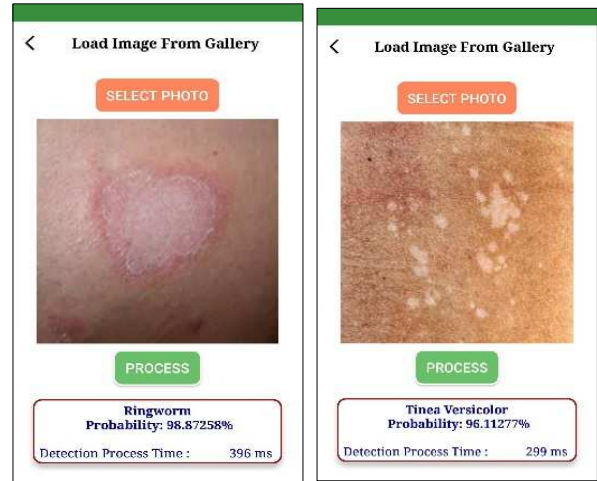 Load Image From Gallery
SELECT PHOTO
PROCESS
Ringworm
Probability: 98.87258%
Detection Process Time : 396 ms
Load Image From Gallery
SELECT PHOTO
PROCESS
Tinea Versicolor
Probability: 96.11277%
Detection Process Time : 299 ms